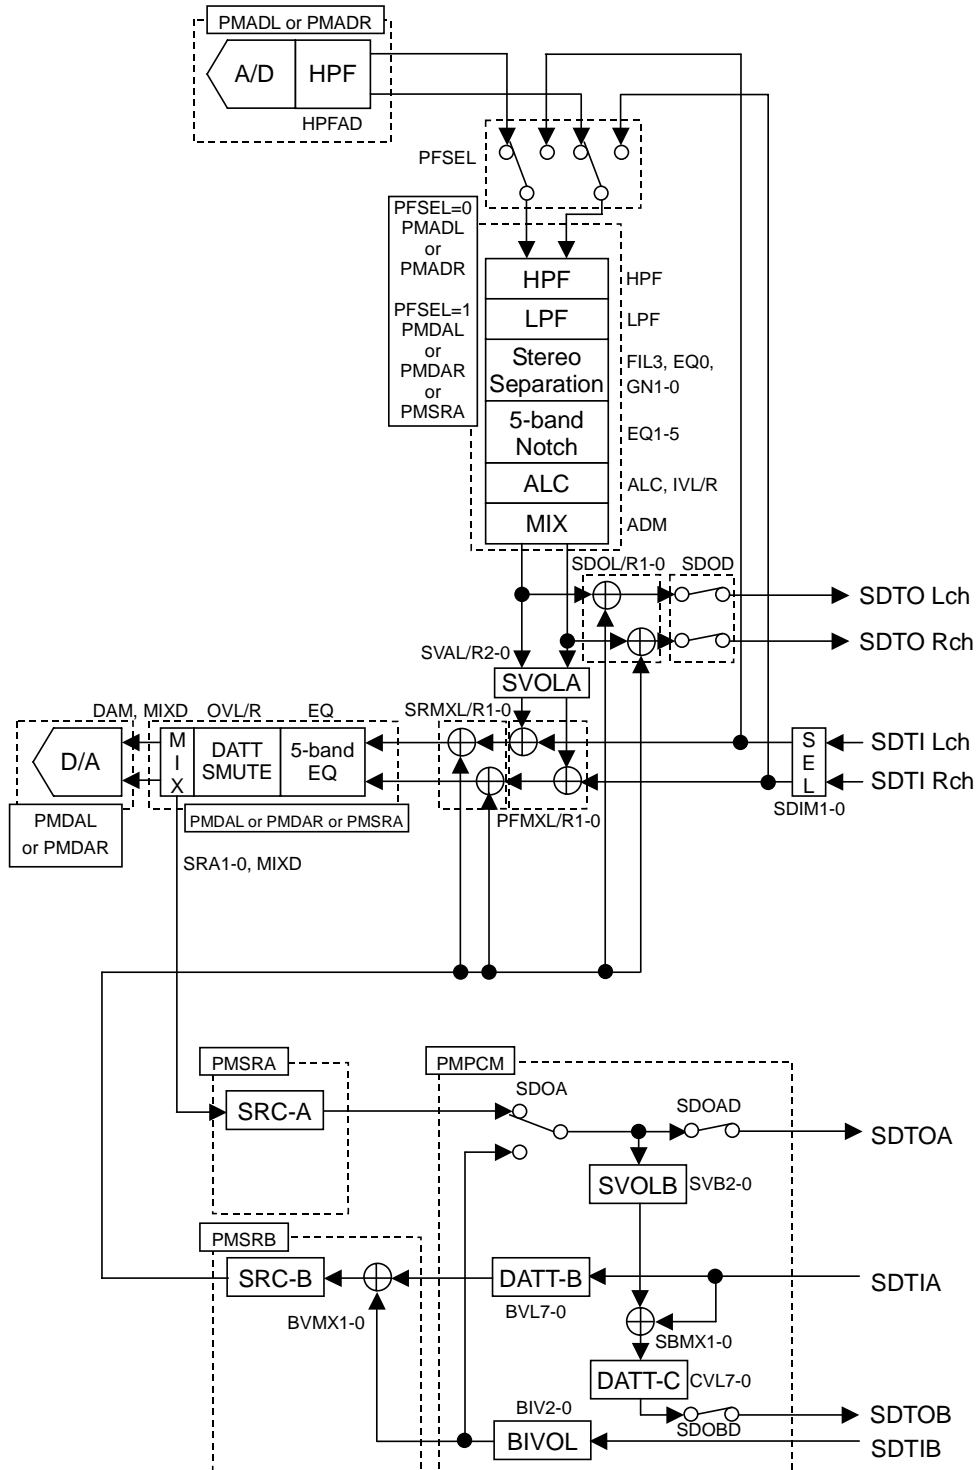 PMADL or PMADR
A/D
HPF
HPFAD
PFSEL
PFSEL=0
PMADL
or
PMADR
PFSEL=1
PMDAL
or
PMDAR
or
PMSRA
HPF
HPF
LPF
LPF
Stereo
Separation
FIL3, EQ0,
GN1-0
5-band
Notch
EQ1-5
ALC
ALC, IVL/R
MIX
ADM
SDOL/R1-0
SDOD
SDTO Lch
SDTO Rch
SVAL/R2-0
SVOLA
DAM, MIXD
OVL/R
EQ
SRMXL/R1-0
D/A
M
I
X
DATT
SMUTE
5-band
EQ
S
E
L
SDTI Lch
SDTI Rch
SDIM1-0
PMDAL
or PMDAR
PMDAL or PMDAR or PMSRA
PFMXL/R1-0
SRA1-0, MIXD
PMSRA
PMPCM
SDOA
SRC-A
SDOAD
SDTOA
SVOLB
SVB2-0
PMSRB
SRC-B
DATT-B
SDTIA
BVMX1-0
BVL7-0
SBMX1-0
DATT-C
CVL7-0
BIV2-0
SDTOB
SDOBD
BIVOL
SDTIB